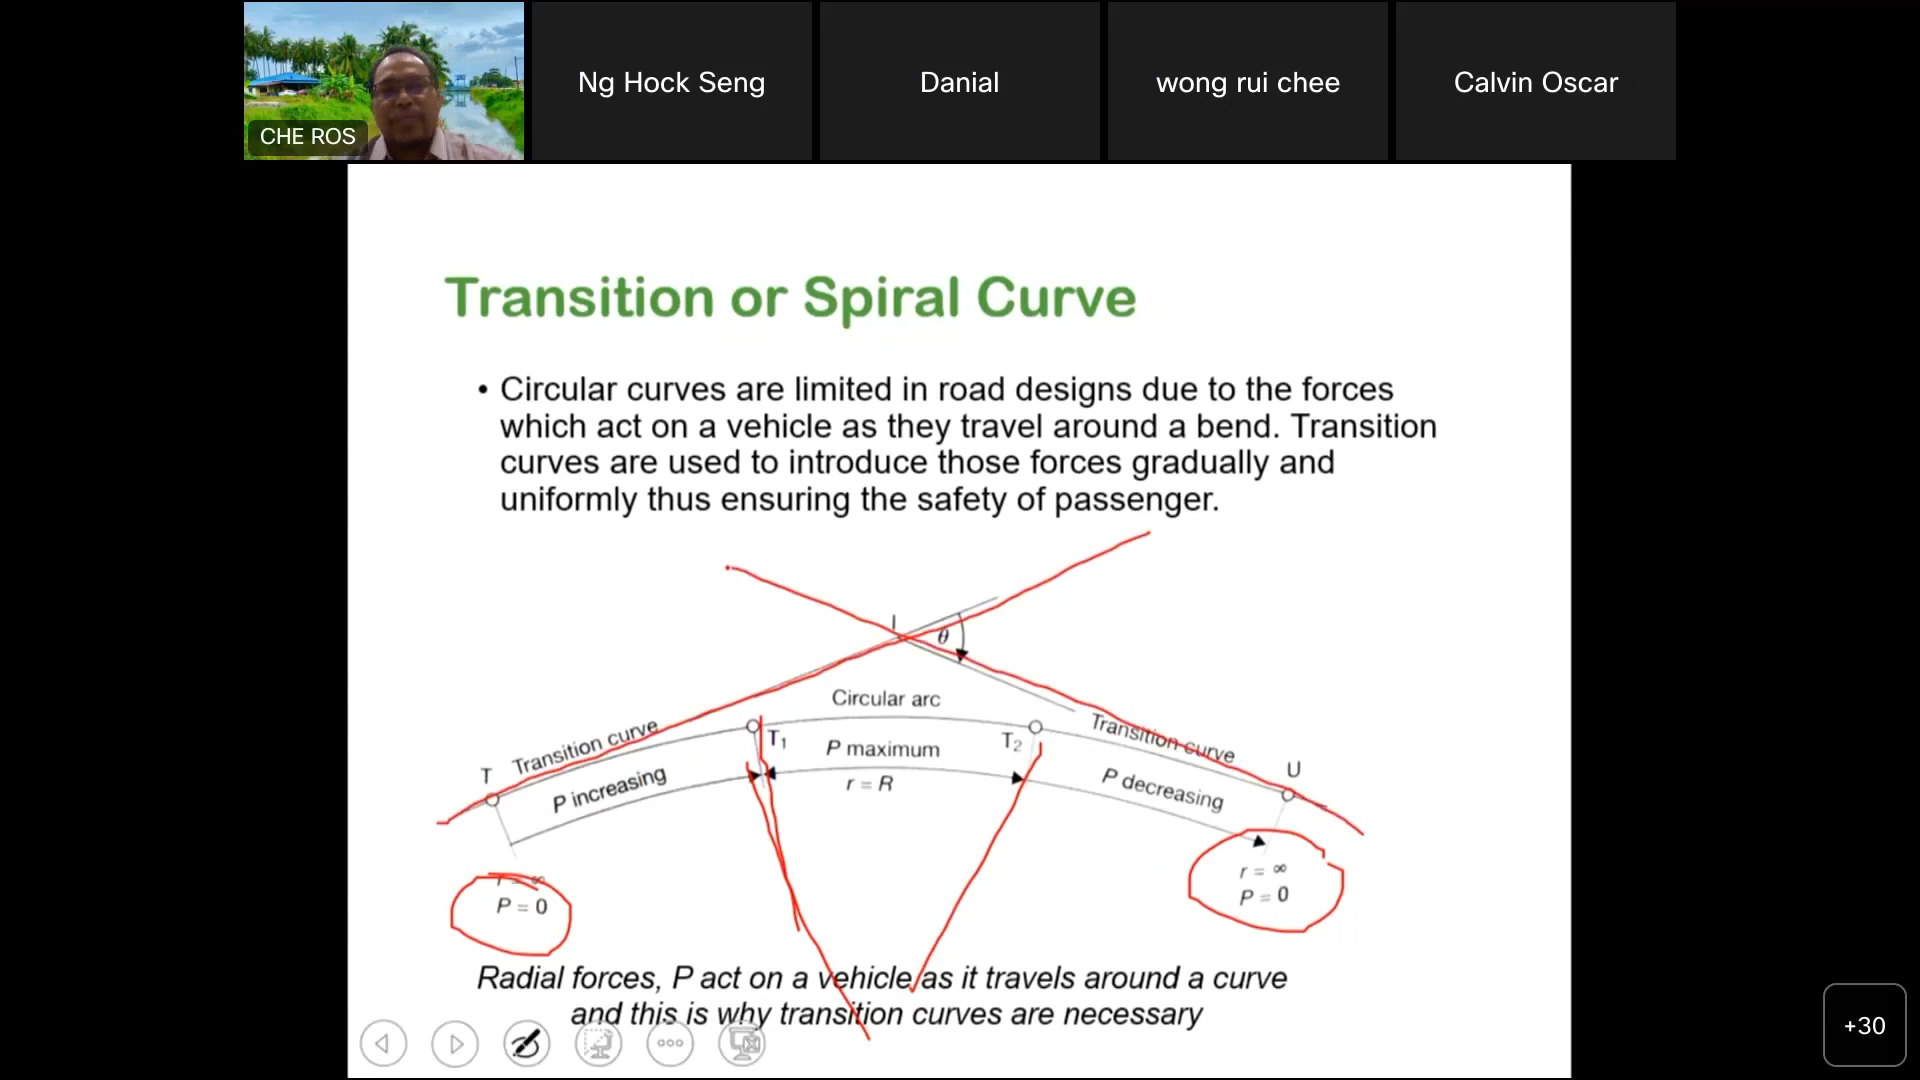 Ng Hock Seng
Danial
wong rui chee
Calvin Oscar
CHE ROS
Transition or Spiral Curve
• Circular curves are limited in road designs due to the forces
which act on a vehicle as they travel around a bend. Transition
curves are used to introduce those forces gradually and
uniformly thus ensuring the safety of passenger.
I
θ
Circular arc
Transition curve
T₁
P maximum
T₂
Transition curve
T
P increasing
r = R
P decreasing
U
r = ∞
P = 0
r = ∞
P = 0
Radial forces, P act on a vehicle as it travels around a curve
and this is why transition curves are necessary
+30